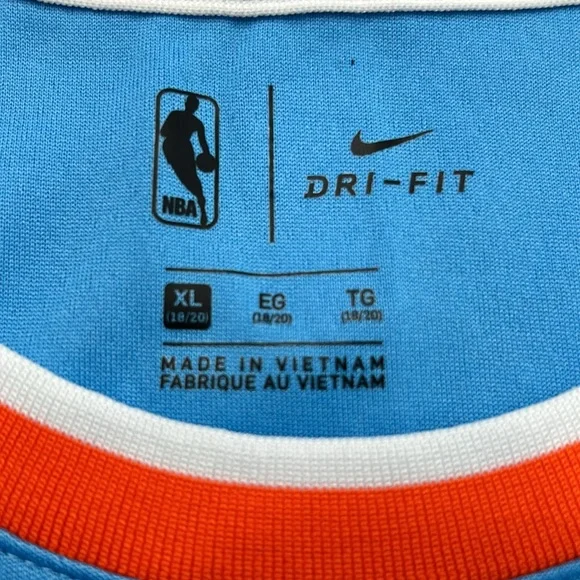 NBA
DRI-FIT
XL EG TG
(18/20) (18/20) (18/20)
MADE IN VIETNAM
FABRIQUE AU VIETNAM